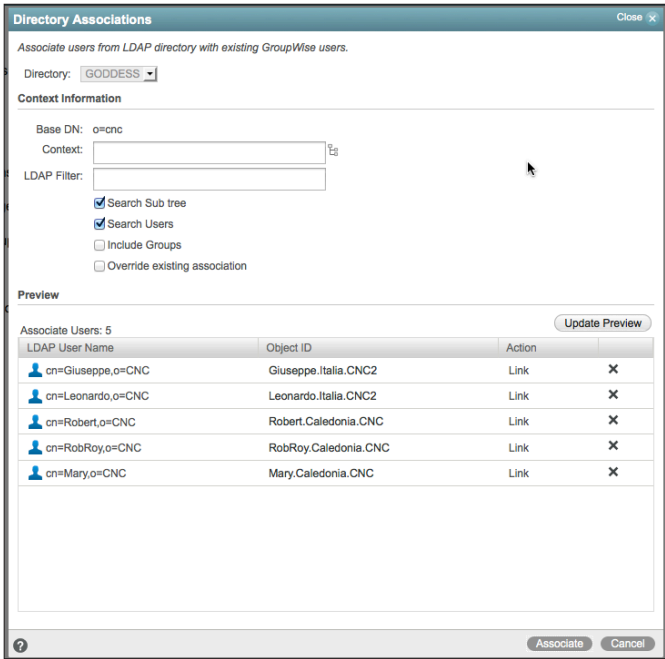 Directory Associations
Close
Associate users from LDAP directory with existing GroupWise users.
Directory: GODDESS
Context Information
Base DN: o=cnc
Context:
LDAP Filter:
Search Sub tree
Search Users
Include Groups
Override existing association
Preview
Update Preview
Associate Users: 5
LDAP User Name Object ID Action
cn=Giuseppe,o=CNC Giuseppe.Italia.CNC2 Link
cn=Leonardo,o=CNC Leonardo.Italia.CNC2 Link
cn=Robert,o=CNC Robert.Caledonia.CNC Link
cn=RobRoy,o=CNC RobRoy.Caledonia.CNC Link
cn=Mary,o=CNC Mary.Caledonia.CNC Link
Associate Cancel